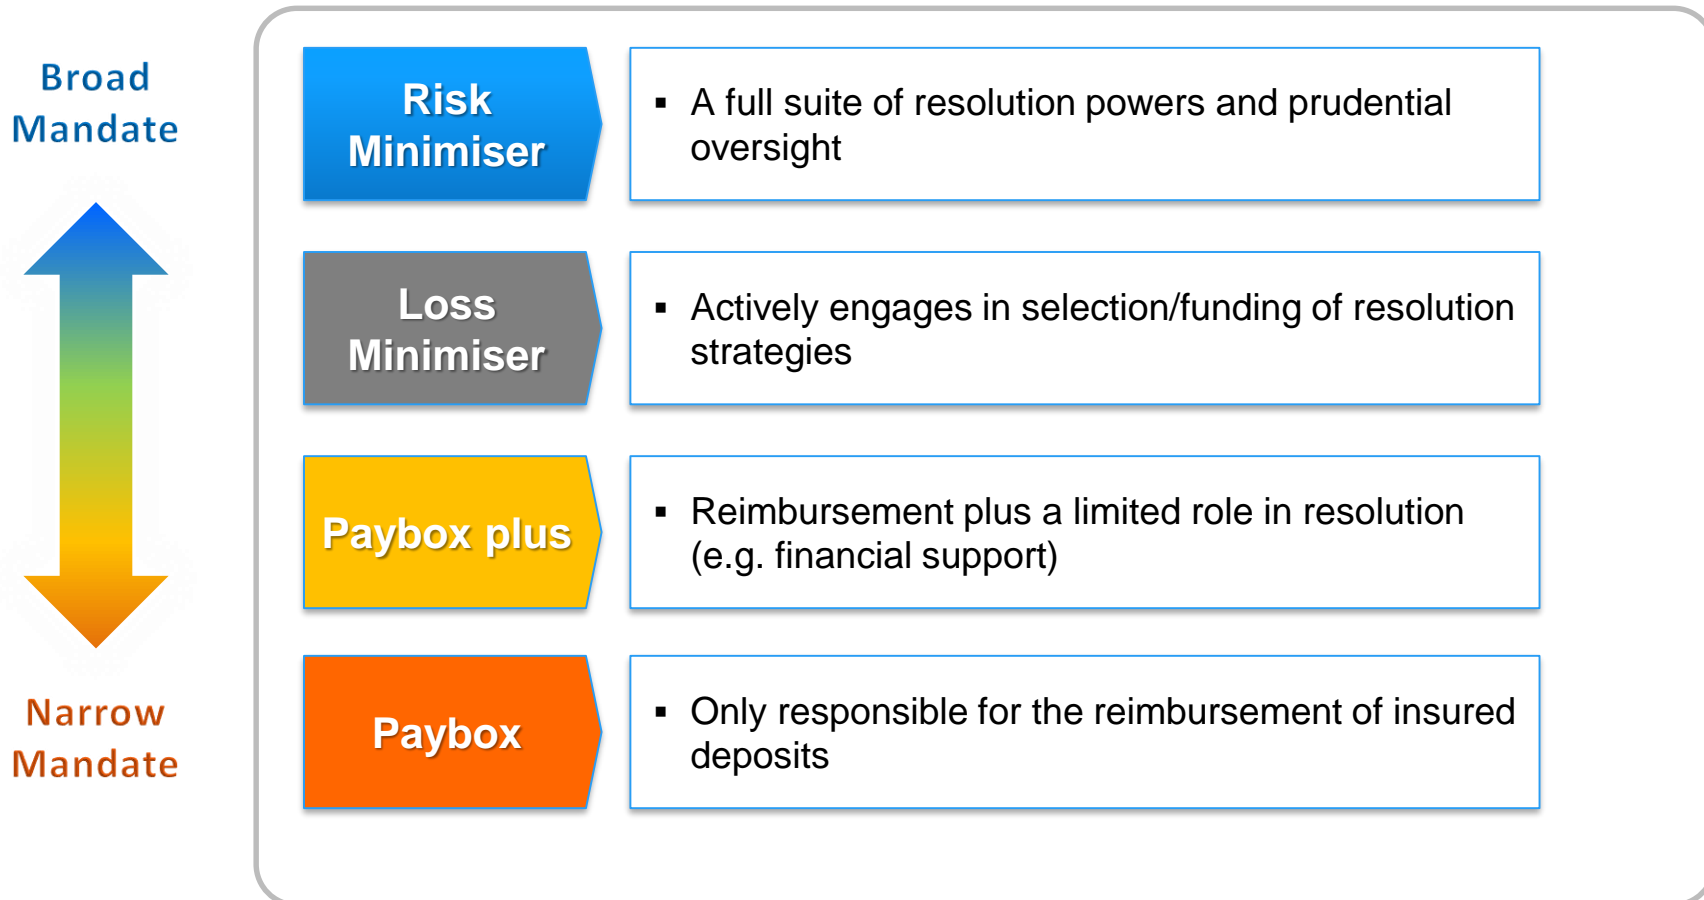 Broad
Mandate
Risk
Minimiser
▪ A full suite of resolution powers and prudential
oversight
Loss
Minimiser
▪ Actively engages in selection/funding of resolution
strategies
Paybox plus
▪ Reimbursement plus a limited role in resolution
(e.g. financial support)
Narrow
Mandate
Paybox
▪ Only responsible for the reimbursement of insured
deposits